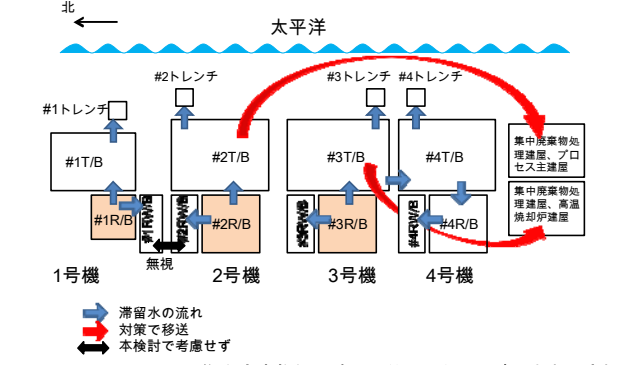 北
太平洋
#2トレンチ
#3トレンチ
#4トレンチ
#1トレンチ
#1T/B
#2T/B
#3T/B
#4T/B
集中廃棄物処
理建屋、プロ
セス主建屋
集中廃棄物処
理建屋、高温
焼却炉建屋
#1R/B
#1RW/B
#2RW/B
#2R/B
#3RW/B
#3R/B
#4RW/B
#4R/B
無視
1号機
2号機
3号機
4号機
滞留水の流れ
対策で移送
本検討で考慮せず